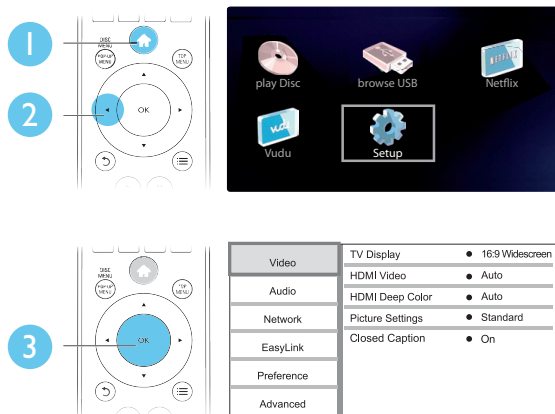 1
DISC
MENU
POP-UP
MENU
TOP
MENU
2
OK
play Disc
browse USB
NETFLIX
Netflix
VUDU
Vudu
Setup
DISC
MENU
POP-UP
MENU
TOP
MENU
3
OK
Video
Audio
Network
EasyLink
Preference
Advanced
TV Display
16:9 Widescreen
HDMI Video
Auto
HDMI Deep Color
Auto
Picture Settings
Standard
Closed Caption
On